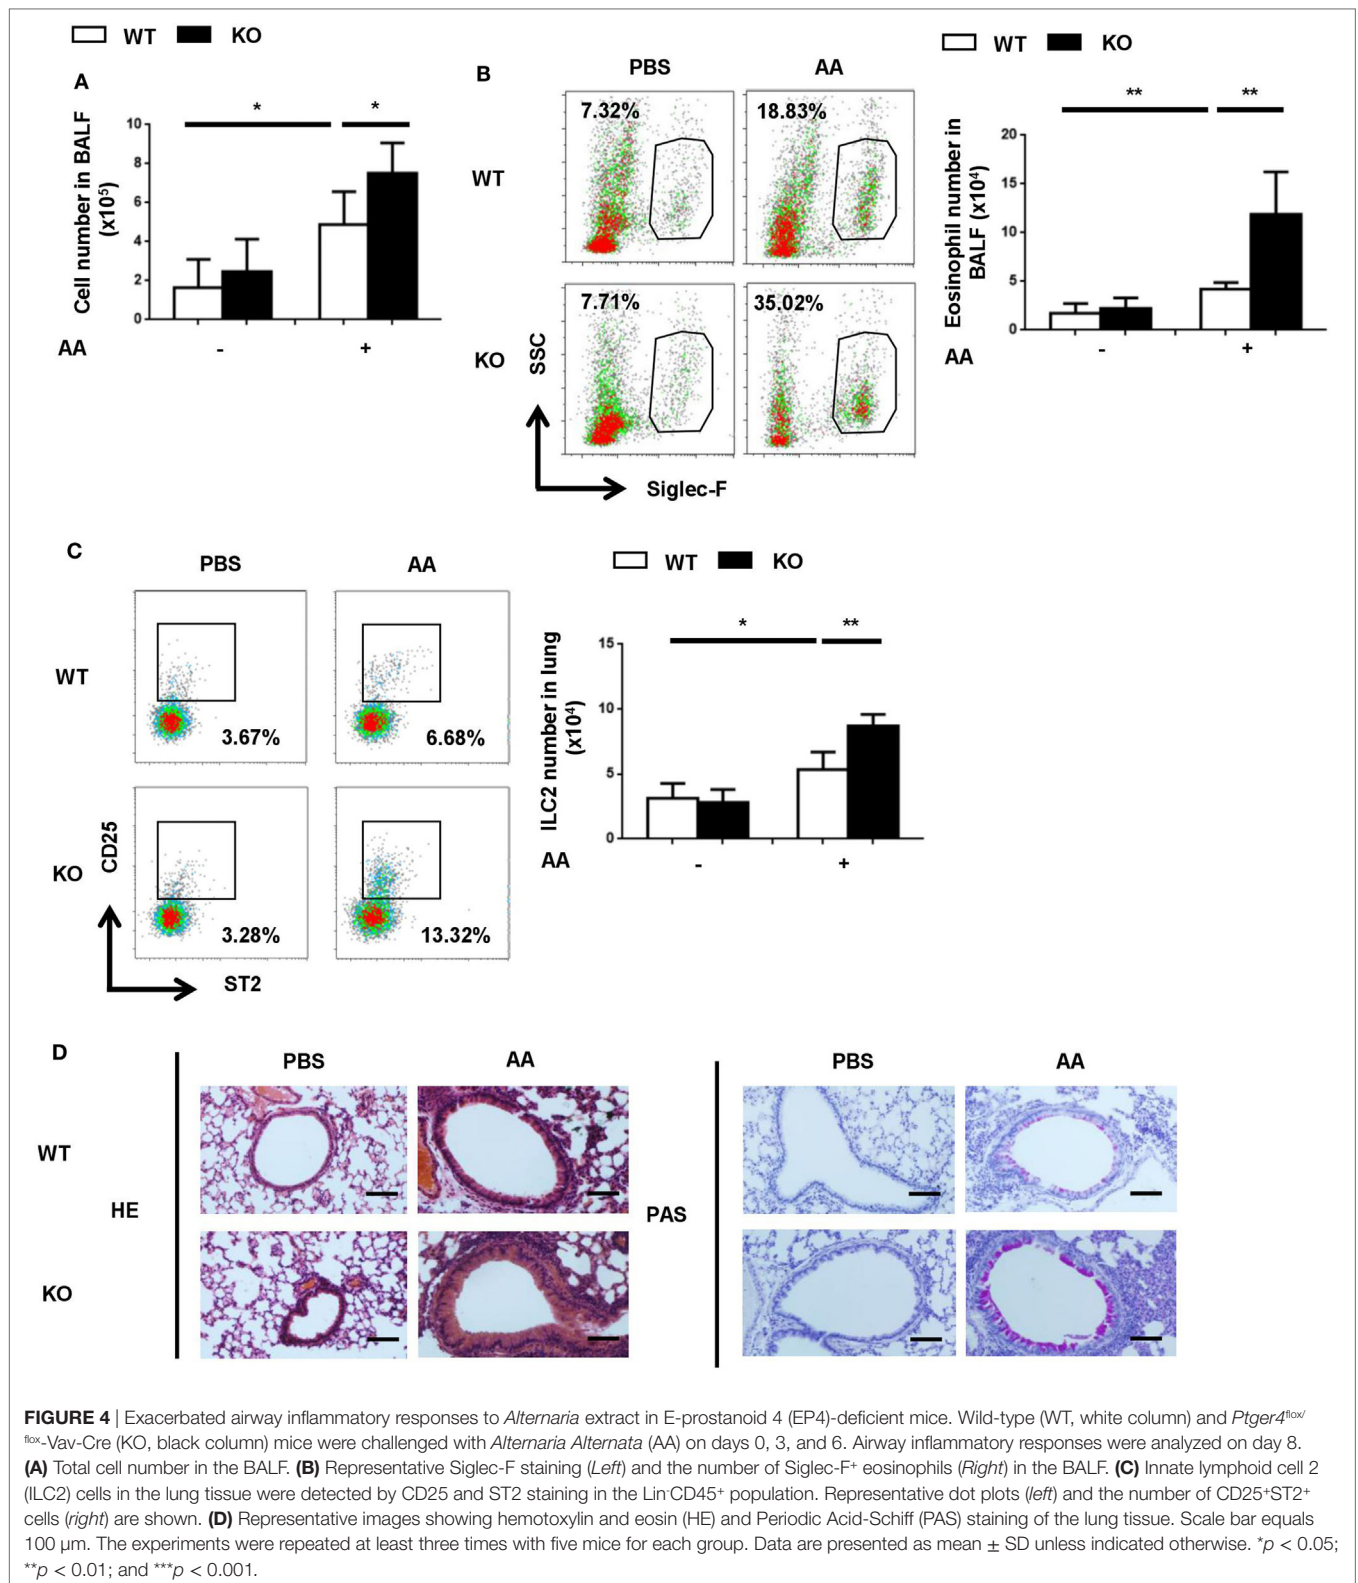 WT KO
A
Cell number in BALF
(x10⁵)
10
8
6
4
2
0
* *
AA - +
B
PBS AA
WT
7.32% 18.83%
KO
7.71% 35.02%
SSC
Siglec-F
WT KO
Eosinophil number in
BALF (x10⁴)
20
15
10
5
0
** **
AA - +
C
PBS AA
WT
3.67% 6.68%
KO
3.28% 13.32%
CD25
ST2
WT KO
ILC2 number in lung
(x10⁴)
15
10
5
0
* **
AA - +
D
PBS AA
WT
HE
KO
PBS AA
PAS
FIGURE 4 | Exacerbated airway inflammatory responses to Alternaria extract in E-prostanoid 4 (EP4)-deficient mice. Wild-type (WT, white column) and Ptger4flox/
flox-Vav-Cre (KO, black column) mice were challenged with Alternaria Alternata (AA) on days 0, 3, and 6. Airway inflammatory responses were analyzed on day 8.
(A) Total cell number in the BALF. (B) Representative Siglec-F staining (Left) and the number of Siglec-F⁺ eosinophils (Right) in the BALF. (C) Innate lymphoid cell 2
(ILC2) cells in the lung tissue were detected by CD25 and ST2 staining in the Lin⁻CD45⁺ population. Representative dot plots (left) and the number of CD25⁺ST2⁺
cells (right) are shown. (D) Representative images showing hemotoxylin and eosin (HE) and Periodic Acid-Schiff (PAS) staining of the lung tissue. Scale bar equals
100 µm. The experiments were repeated at least three times with five mice for each group. Data are presented as mean ± SD unless indicated otherwise. *p < 0.05;
**p < 0.01; and ***p < 0.001.